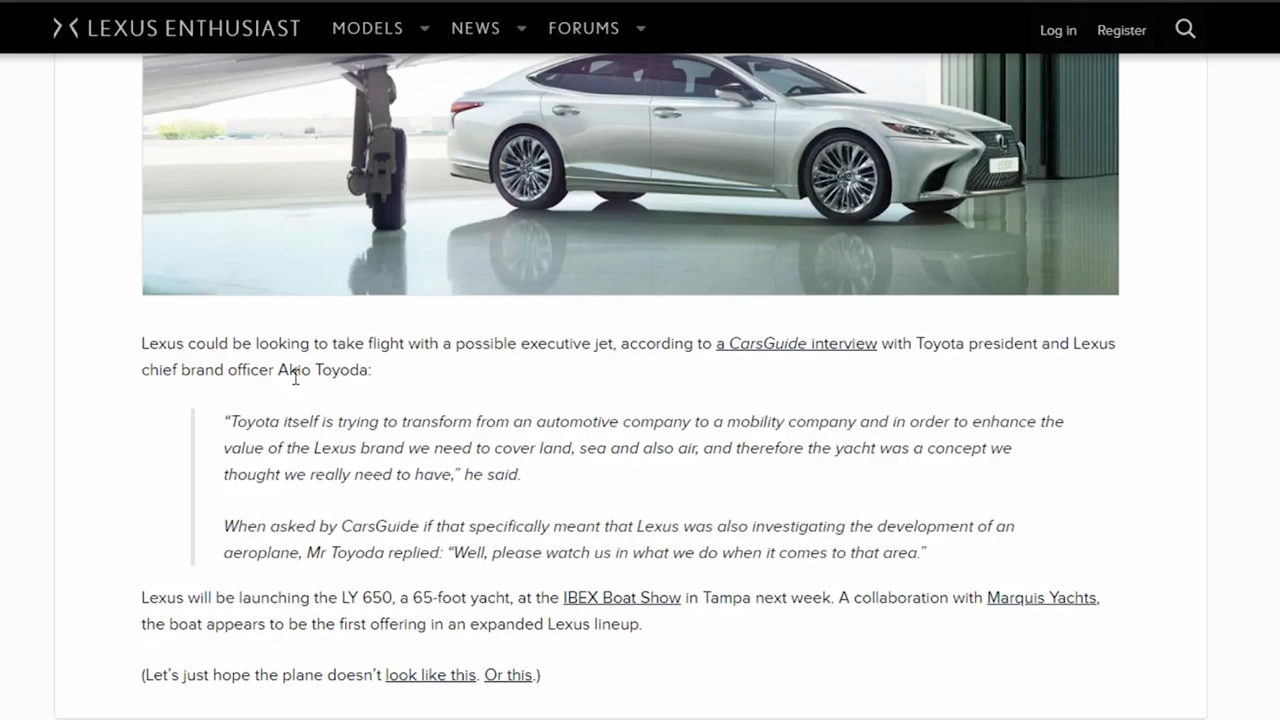 LEXUS ENTHUSIAST MODELS NEWS FORUMS Log in Register
Lexus could be looking to take flight with a possible executive jet, according to a CarsGuide interview with Toyota president and Lexus
chief brand officer Akio Toyoda:
“Toyota itself is trying to transform from an automotive company to a mobility company and in order to enhance the
value of the Lexus brand we need to cover land, sea and also air, and therefore the yacht was a concept we
thought we really need to have,” he said.
When asked by CarsGuide if that specifically meant that Lexus was also investigating the development of an
aeroplane, Mr Toyoda replied: “Well, please watch us in what we do when it comes to that area.”
Lexus will be launching the LY 650, a 65-foot yacht, at the IBEX Boat Show in Tampa next week. A collaboration with Marquis Yachts,
the boat appears to be the first offering in an expanded Lexus lineup.
(Let’s just hope the plane doesn’t look like this. Or this.)